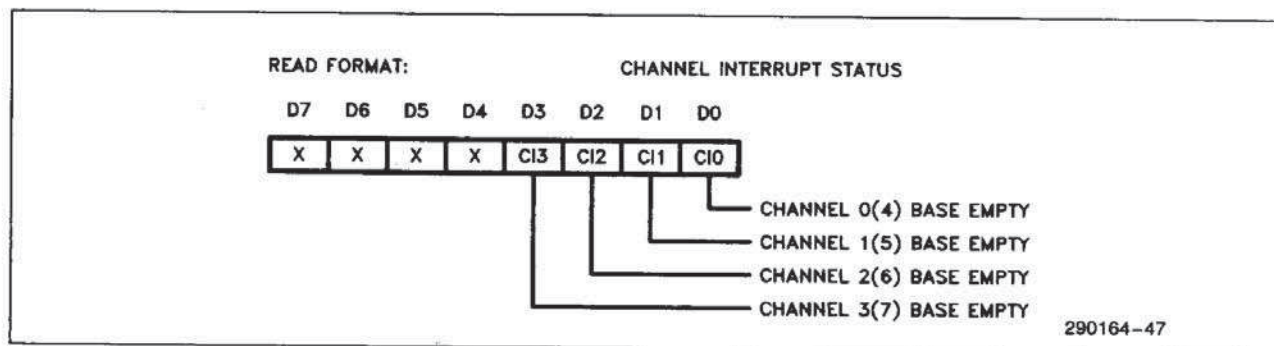 READ FORMAT: CHANNEL INTERRUPT STATUS
D7 D6 D5 D4 D3 D2 D1 D0
X X X X CI3 CI2 CI1 CI0
CHANNEL 0(4) BASE EMPTY
CHANNEL 1(5) BASE EMPTY
CHANNEL 2(6) BASE EMPTY
CHANNEL 3(7) BASE EMPTY
290164-47